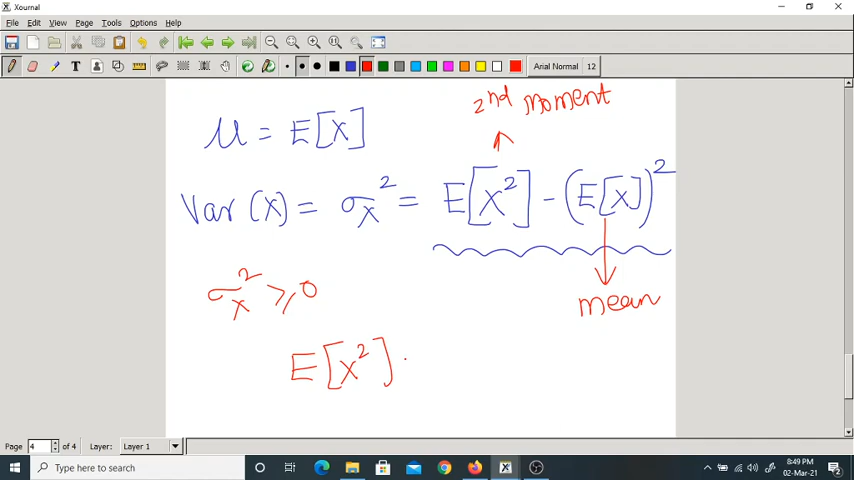 Xournal
File Edit View Page Tools Options Help
Arial Normal 12
2nd moment
μ = E[X]
Var (X) = σx² = E[X²] - (E[X])²
mean
σx² ≥ 0
E[X²]
Page 4 of 4 Layer: Layer 1
Type here to search
8:49 PM
02-Mar-21